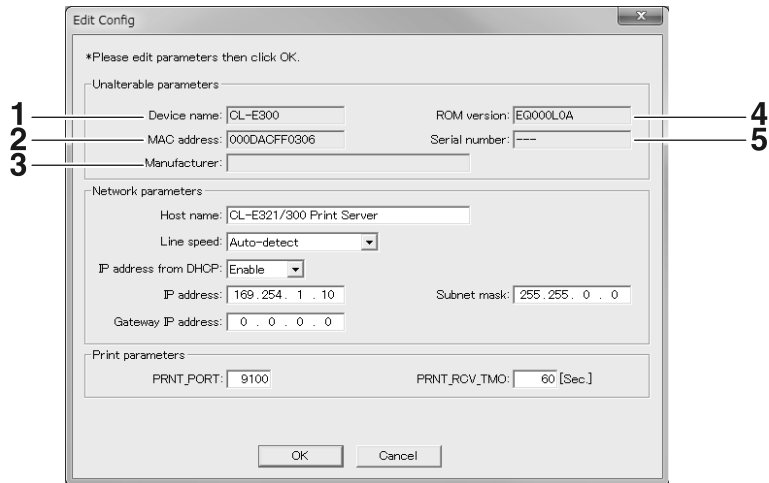 Edit Config
x
*Please edit parameters then click OK.
Unalterable parameters
1 Device name: CL-E300 ROM version: EQ000L0A 4
2 MAC address: 000DACFF0306 Serial number: --- 5
3 Manufacturer:
Network parameters
Host name: CL-E321/300 Print Server
Line speed: Auto-detect
IP address from DHCP: Enable
IP address: 169 .254 . 1 . 10 Subnet mask: 255 .255 . 0 . 0
Gateway IP address: 0 . 0 . 0 . 0
Print parameters
PRNT_PORT: 9100 PRNT_RCV_TMO: 60 [Sec.]
OK Cancel